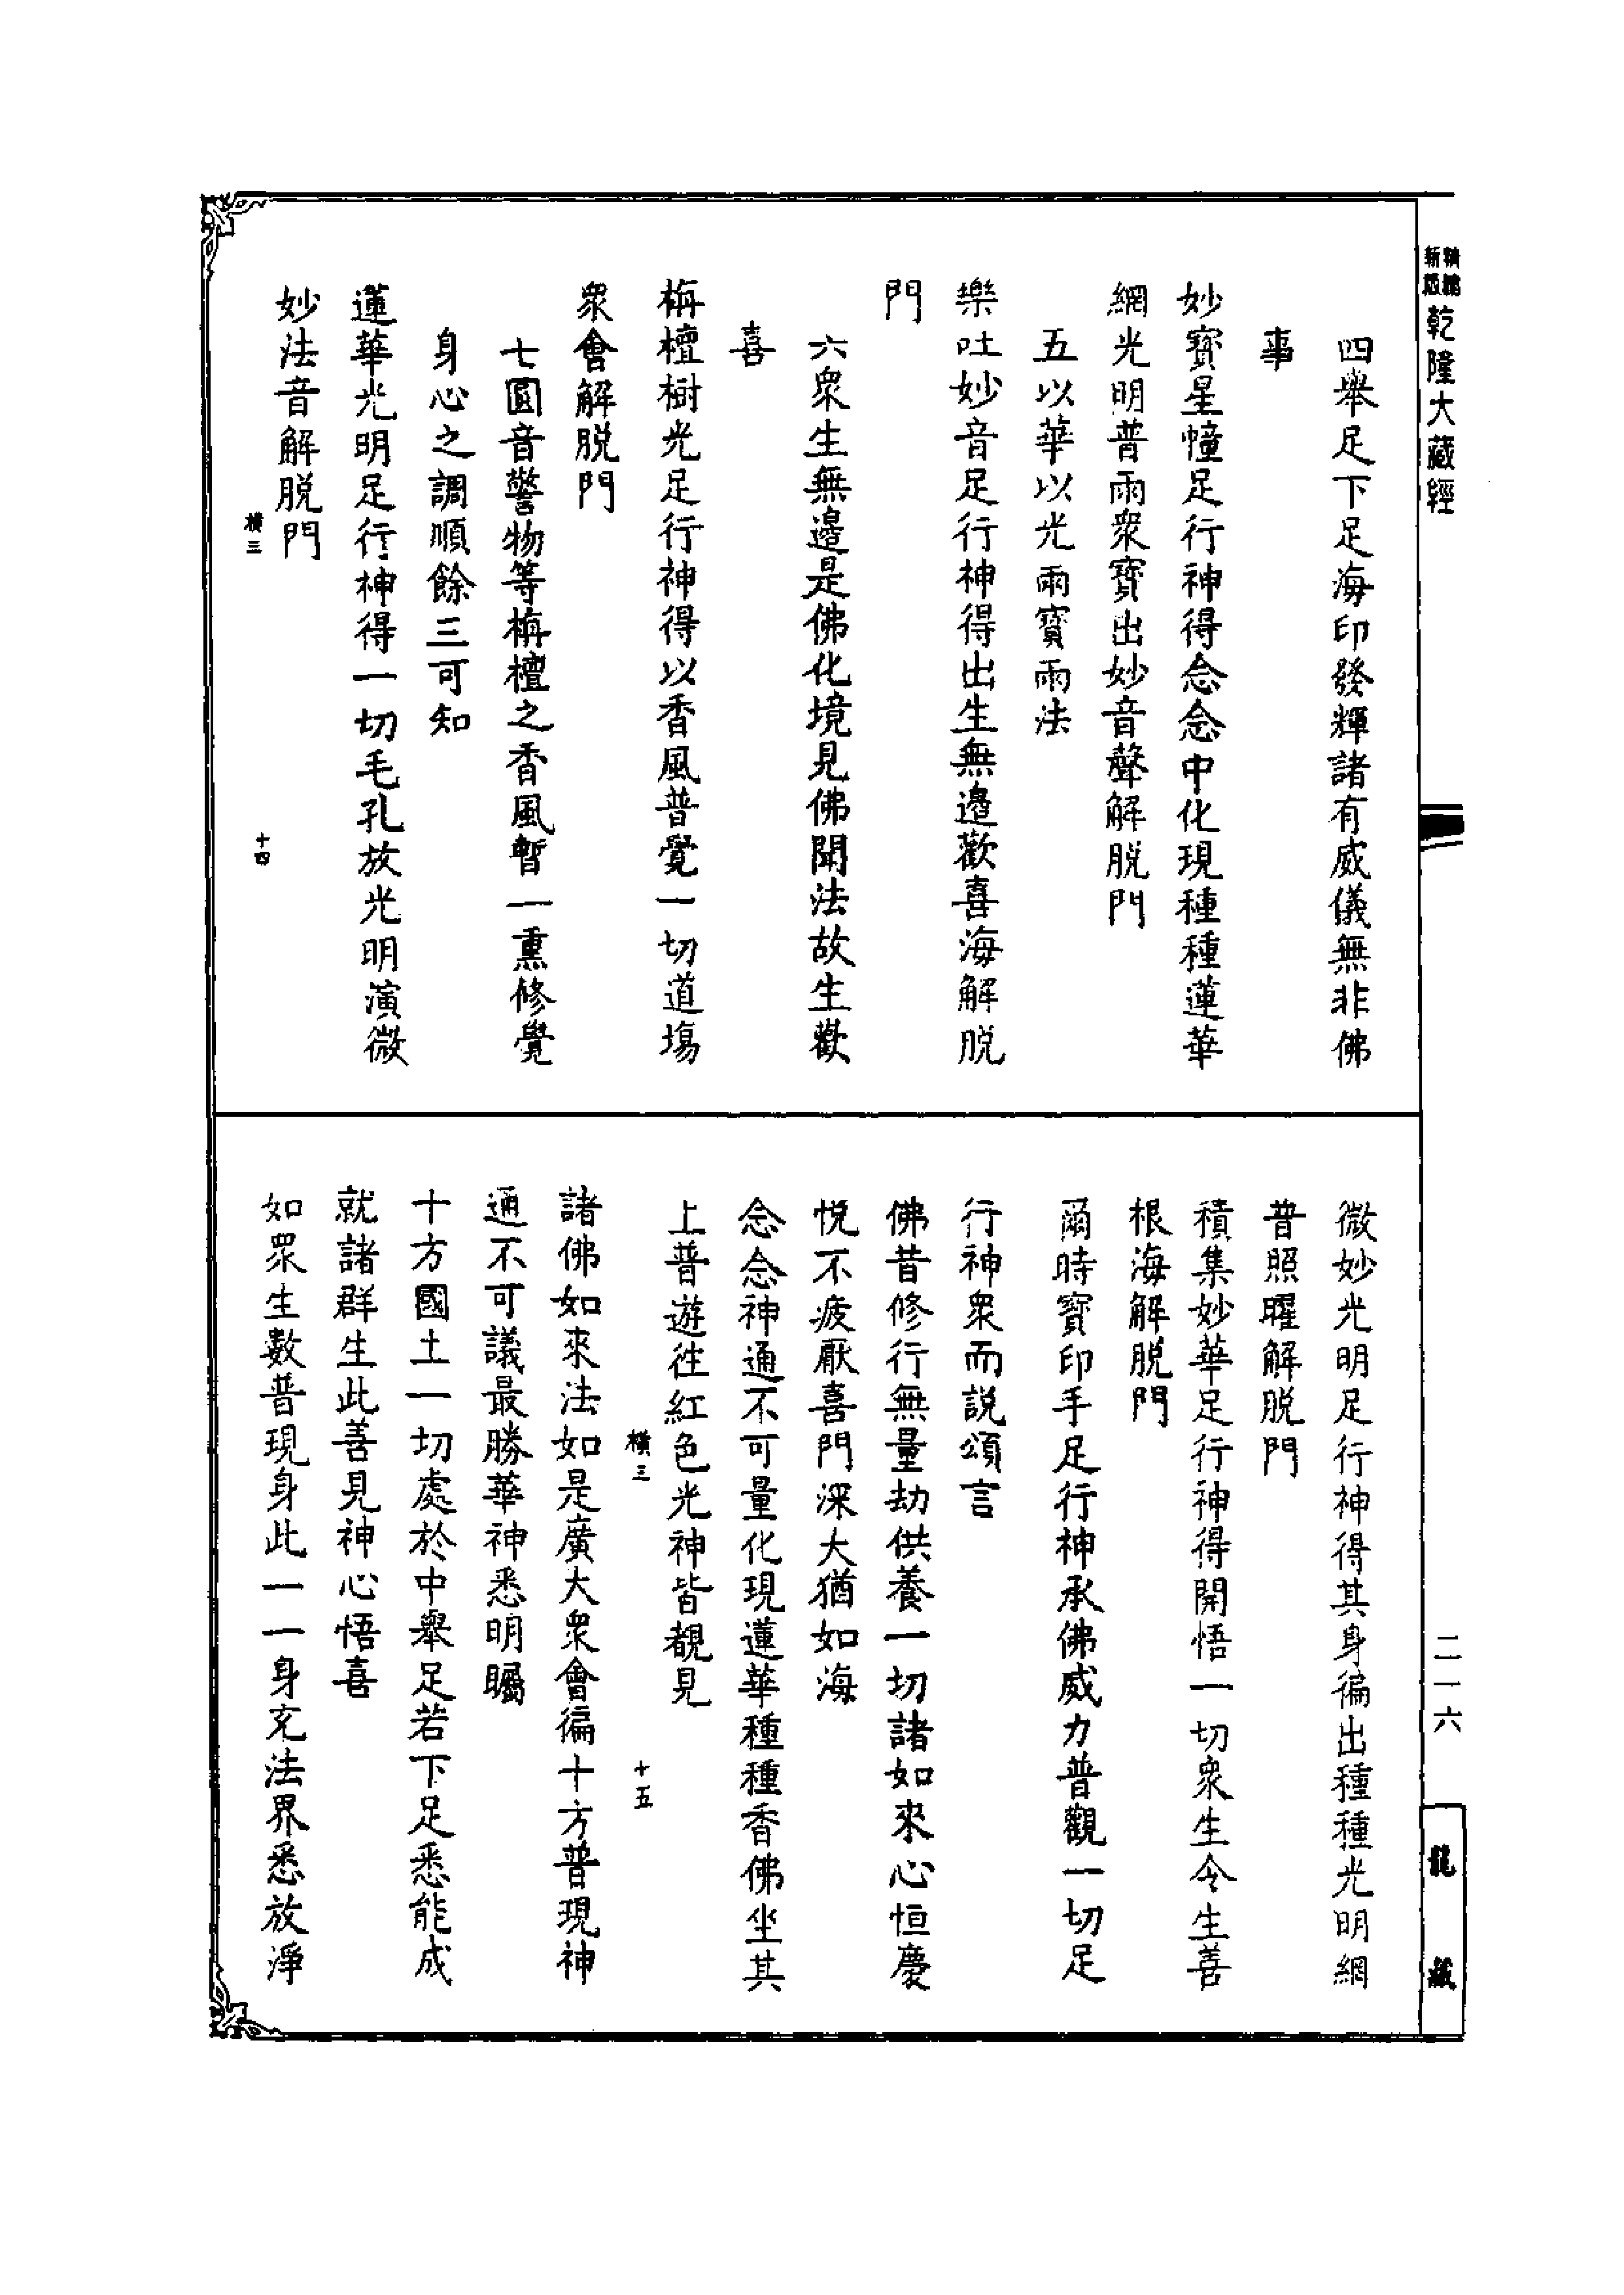 新版
精縮
乾隆大藏經
四舉足下足海印發輝諸有威儀無非佛
事
妙寶星幢足行神得念念中化現種種蓮華
網光明普雨衆寶出妙音聲解脱門
五以華以光雨寶雨法
樂吐妙音足行神得出生無邊歡喜海解脱
門
六衆生無邊是佛化境見佛聞法故生歡
喜
栴檀樹光足行神得以香風普覺一切道場
衆會解脱門
七圓音警物等栴檀之香風暫一熏修覺
身心之調順餘三可知
蓮華光明足行神得一切毛孔放光明演微
妙法音解脱門
橫三
十四
微妙光明足行神得其身徧出種種光明網
普照曜解脱門
積集妙華足行神得開悟一切衆生令生善
根海解脱門
爾時寶印手足行神承佛威力普觀一切足
行神衆而説頌言
佛昔修行無量劫供養一切諸如來心恒慶
悅不疲厭喜門深大猶如海
念念神通不可量化現蓮華種種香佛坐其
上普遊往紅色光神皆覩見
橫三
十五
諸佛如來法如是廣大衆會徧十方普現神
通不可議最勝華神悉明矚
十方國土一切處於中舉足若下足悉能成
就諸群生此善見神心悟喜
如衆生數普現身此一一身充法界悉放淨
二一六
龍藏